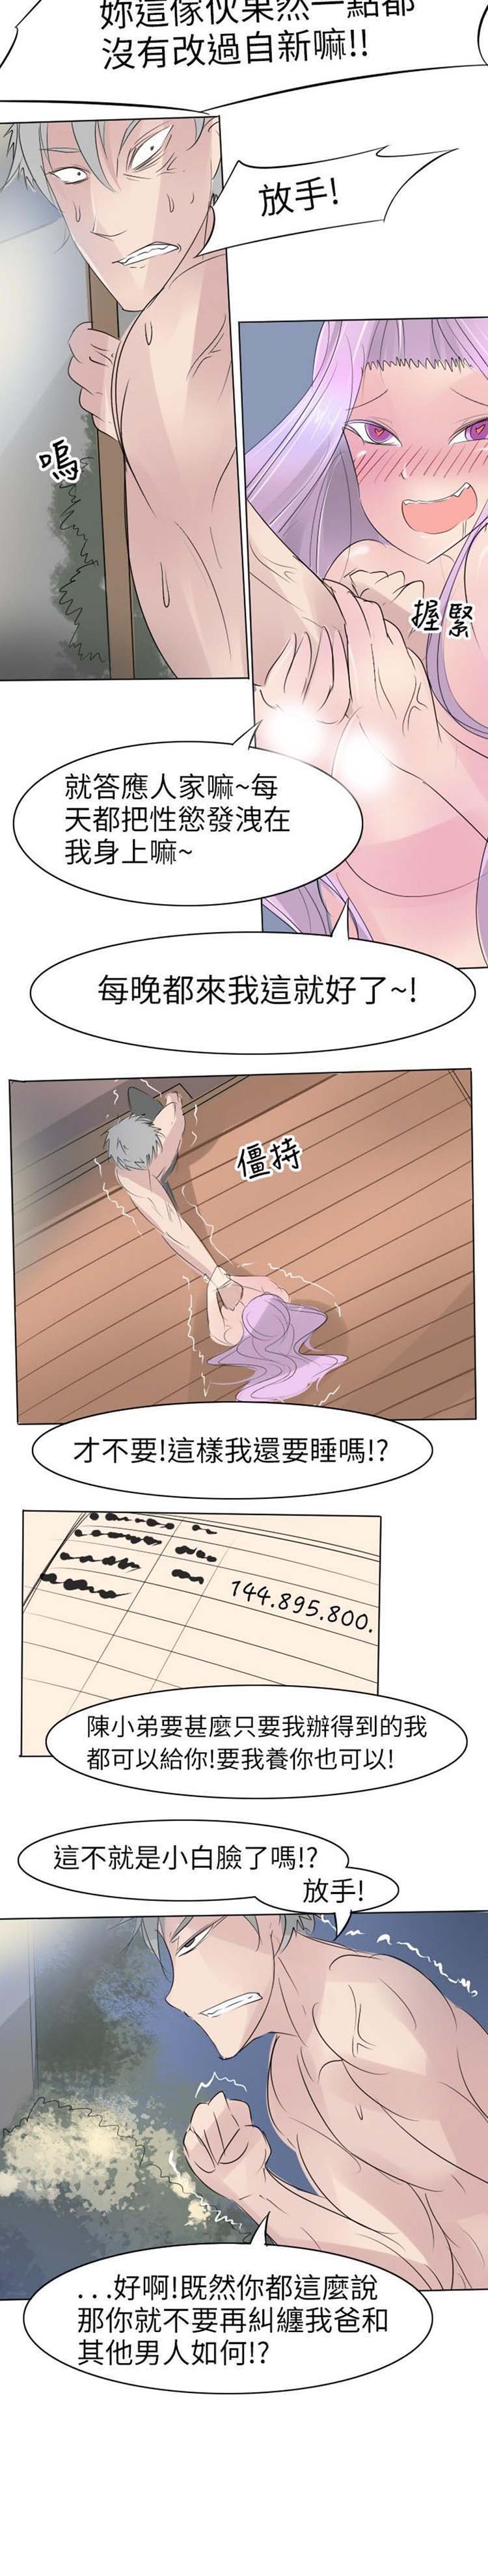 妳這傢伙果然一點都
沒有改過自新嘛!!
放手!
嗚
握緊
就答應人家嘛~每
天都把性慾發洩在
我身上嘛~
每晚都來我這就好了~!
僵持
才不要!這樣我還要睡嗎!?
144.895.800.
陳小弟要甚麼只要我辦得到的我
都可以給你!要我養你也可以!
這不就是小白臉了嗎!?
放手!
...好啊!既然你都這麼說
那你就不要再糾纏我爸和
其他男人如何!?